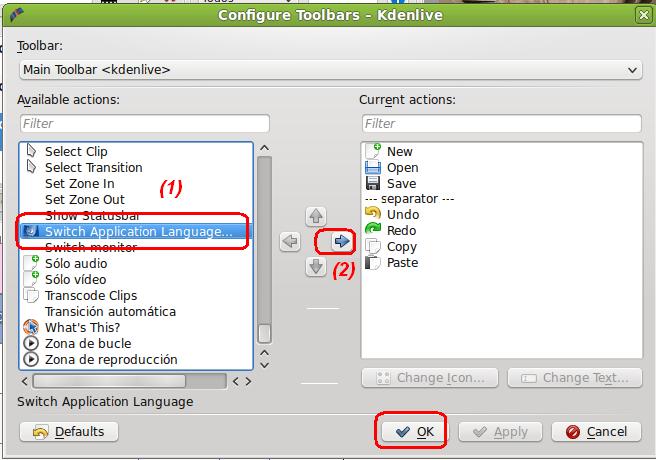 Todos
Configure Toolbars - Kdenlive
Toolbar:
Main Toolbar <kdenlive>
Available actions:
Current actions:
Filter
Filter
Select Clip
Select Transition
Set Zone In
Set Zone Out
Show Statusbar
Switch Application Language...
Switch monitor
Sólo audio
Sólo vídeo
Transcode Clips
Transición automática
What's This?
Zona de bucle
Zona de reproducción
(1)
(2)
New
Open
Save
--- separator ---
Undo
Redo
Copy
Paste
Change Icon...
Change Text...
Switch Application Language
Defaults
OK
Apply
Cancel